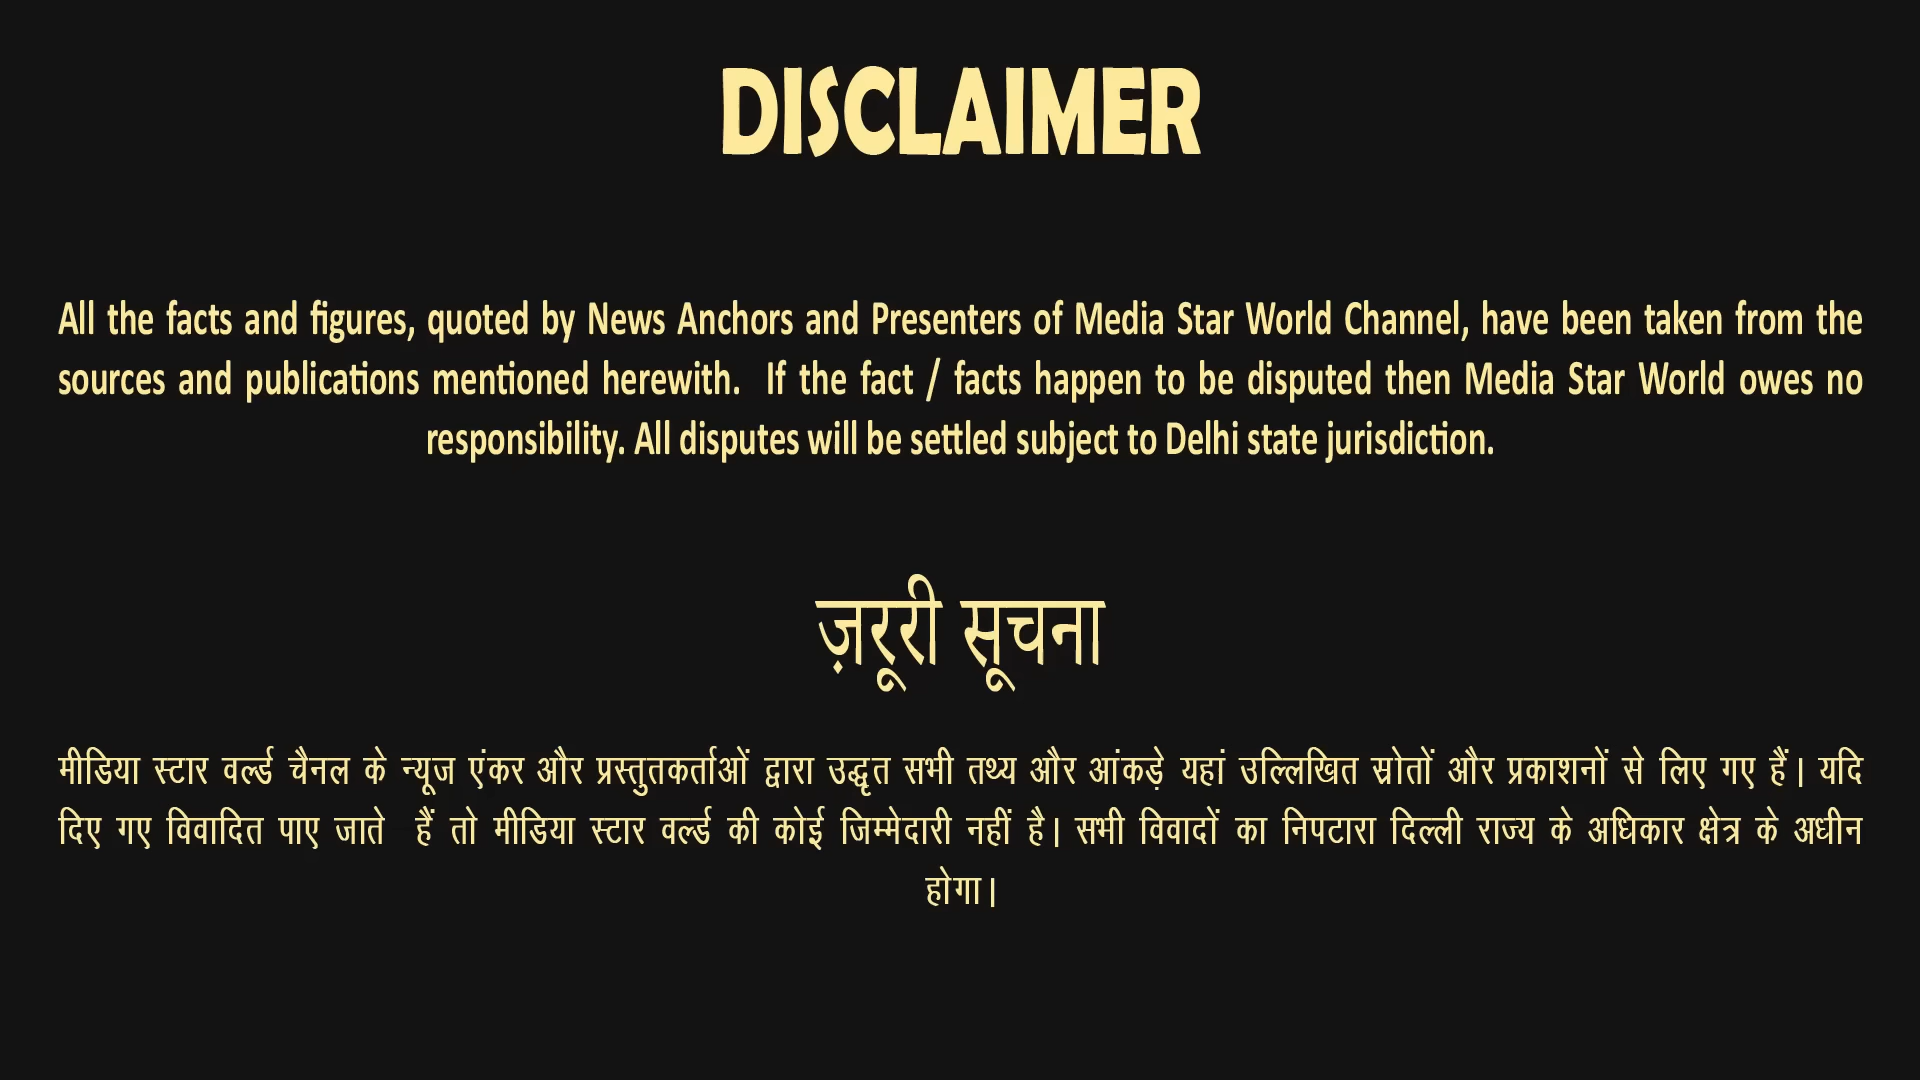 DISCLAIMER
All the facts and figures, quoted by News Anchors and Presenters of Media Star World Channel, have been taken from the
sources and publications mentioned herewith.  If the fact / facts happen to be disputed then Media Star World owes no
responsibility. All disputes will be settled subject to Delhi state jurisdiction.
ज़रूरी सूचना
मीडिया स्टार वर्ल्ड चैनल के न्यूज एंकर और प्रस्तुतकर्ताओं द्वारा उद्धृत सभी तथ्य और आंकड़े यहां उल्लिखित स्रोतों और प्रकाशनों से लिए गए हैं। यदि
दिए गए विवादित पाए जाते  हैं तो मीडिया स्टार वर्ल्ड की कोई जिम्मेदारी नहीं है। सभी विवादों का निपटारा दिल्ली राज्य के अधिकार क्षेत्र के अधीन
होगा।